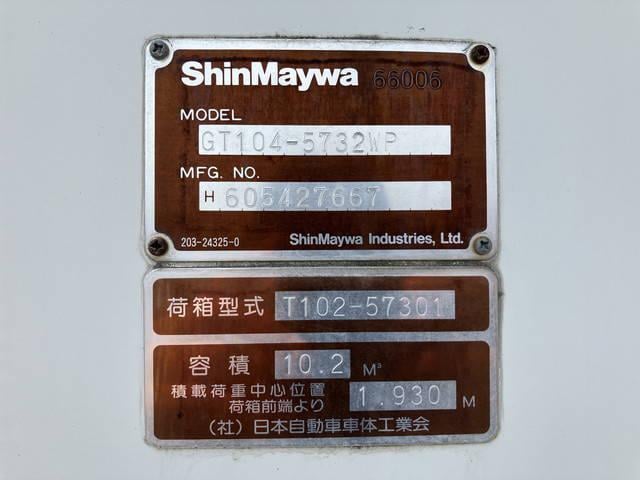 ShinMaywa 66006
MODEL
GT104-5732WP
MFG. NO.
H 605427667
203-24325-0 ShinMaywa Industries, Ltd.
荷箱型式 T102-57301
容積 10.2 M³
積載荷重中心位置
荷箱前端より 1.930 M
(社)日本自動車車体工業会